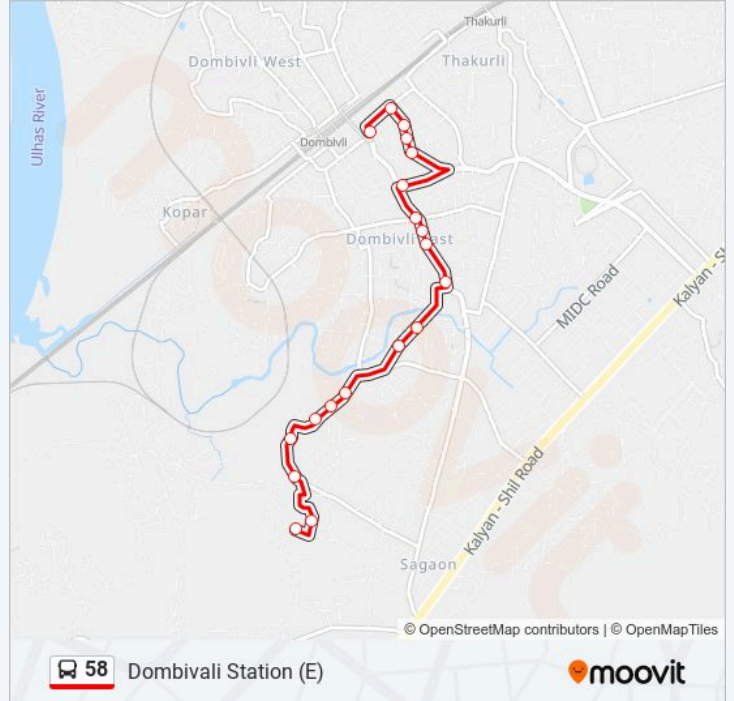 Thakurli
Dombivli West
Thakurli
Ulhas River
Dombivli
Kopar
Dombivli East
Kalyan - Sh
MIDC Road
Kalyan - Shil Road
Sagaon
© OpenStreetMap contributors | © OpenMapTiles
58 Dombivali Station (E)
moovit